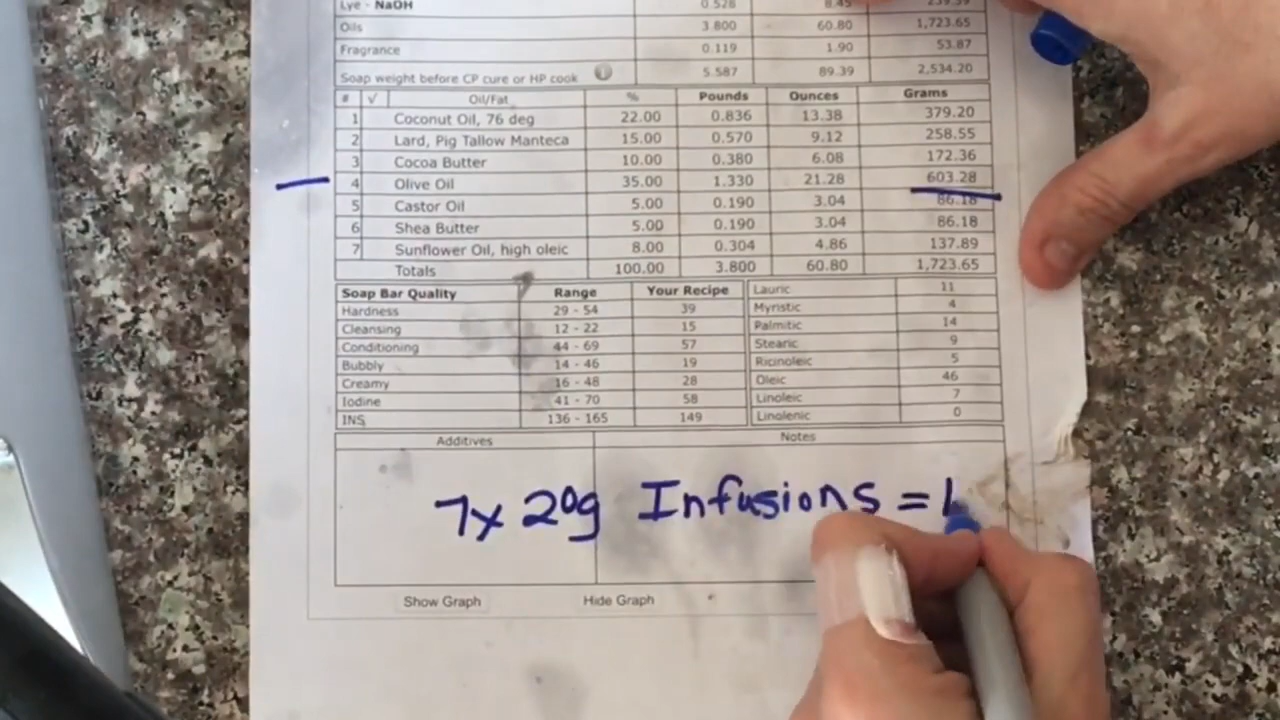 Lye - NaOH 0.528 8.45 239.59
Oils 3.800 60.80 1,723.65
Fragrance 0.119 1.90 53.87
Soap weight before CP cure or HP cook i 5.587 89.39 2,534.20
# √ Oil/Fat % Pounds Ounces Grams
1 Coconut Oil, 76 deg 22.00 0.836 13.38 379.20
2 Lard, Pig Tallow Manteca 15.00 0.570 9.12 258.55
3 Cocoa Butter 10.00 0.380 6.08 172.36
4 Olive Oil 35.00 1.330 21.28 603.28
5 Castor Oil 5.00 0.190 3.04 86.18
6 Shea Butter 5.00 0.190 3.04 86.18
7 Sunflower Oil, high oleic 8.00 0.304 4.86 137.89
Totals 100.00 3.800 60.80 1,723.65
Soap Bar Quality Range Your Recipe Lauric 11
Hardness 29 - 54 39 Myristic 4
Cleansing 12 - 22 15 Palmitic 14
Conditioning 44 - 69 57 Stearic 9
Bubbly 14 - 46 19 Ricinoleic 5
Creamy 16 - 48 28 Oleic 46
Iodine 41 - 70 58 Linoleic 7
INS 136 - 165 149 Linolenic 0
Additives Notes
7x 20g Infusions = 1
Show Graph Hide Graph